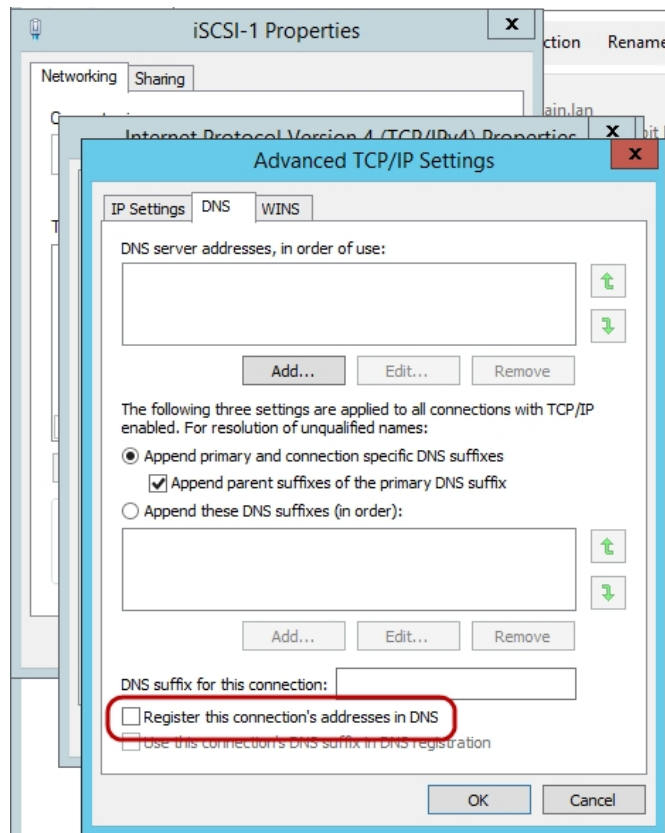 iSCSI-1 Properties
x
ction Rename
Networking Sharing
ain.lan
Internet Protocol Version 4 (TCP/IPv4) Properties
x
bit
Advanced TCP/IP Settings
x
IP Settings DNS WINS
DNS server addresses, in order of use:
Add... Edit... Remove
The following three settings are applied to all connections with TCP/IP
enabled. For resolution of unqualified names:
Append primary and connection specific DNS suffixes
Append parent suffixes of the primary DNS suffix
Append these DNS suffixes (in order):
Add... Edit... Remove
DNS suffix for this connection:
Register this connection's addresses in DNS
Use this connection's DNS suffix in DNS registration
OK Cancel